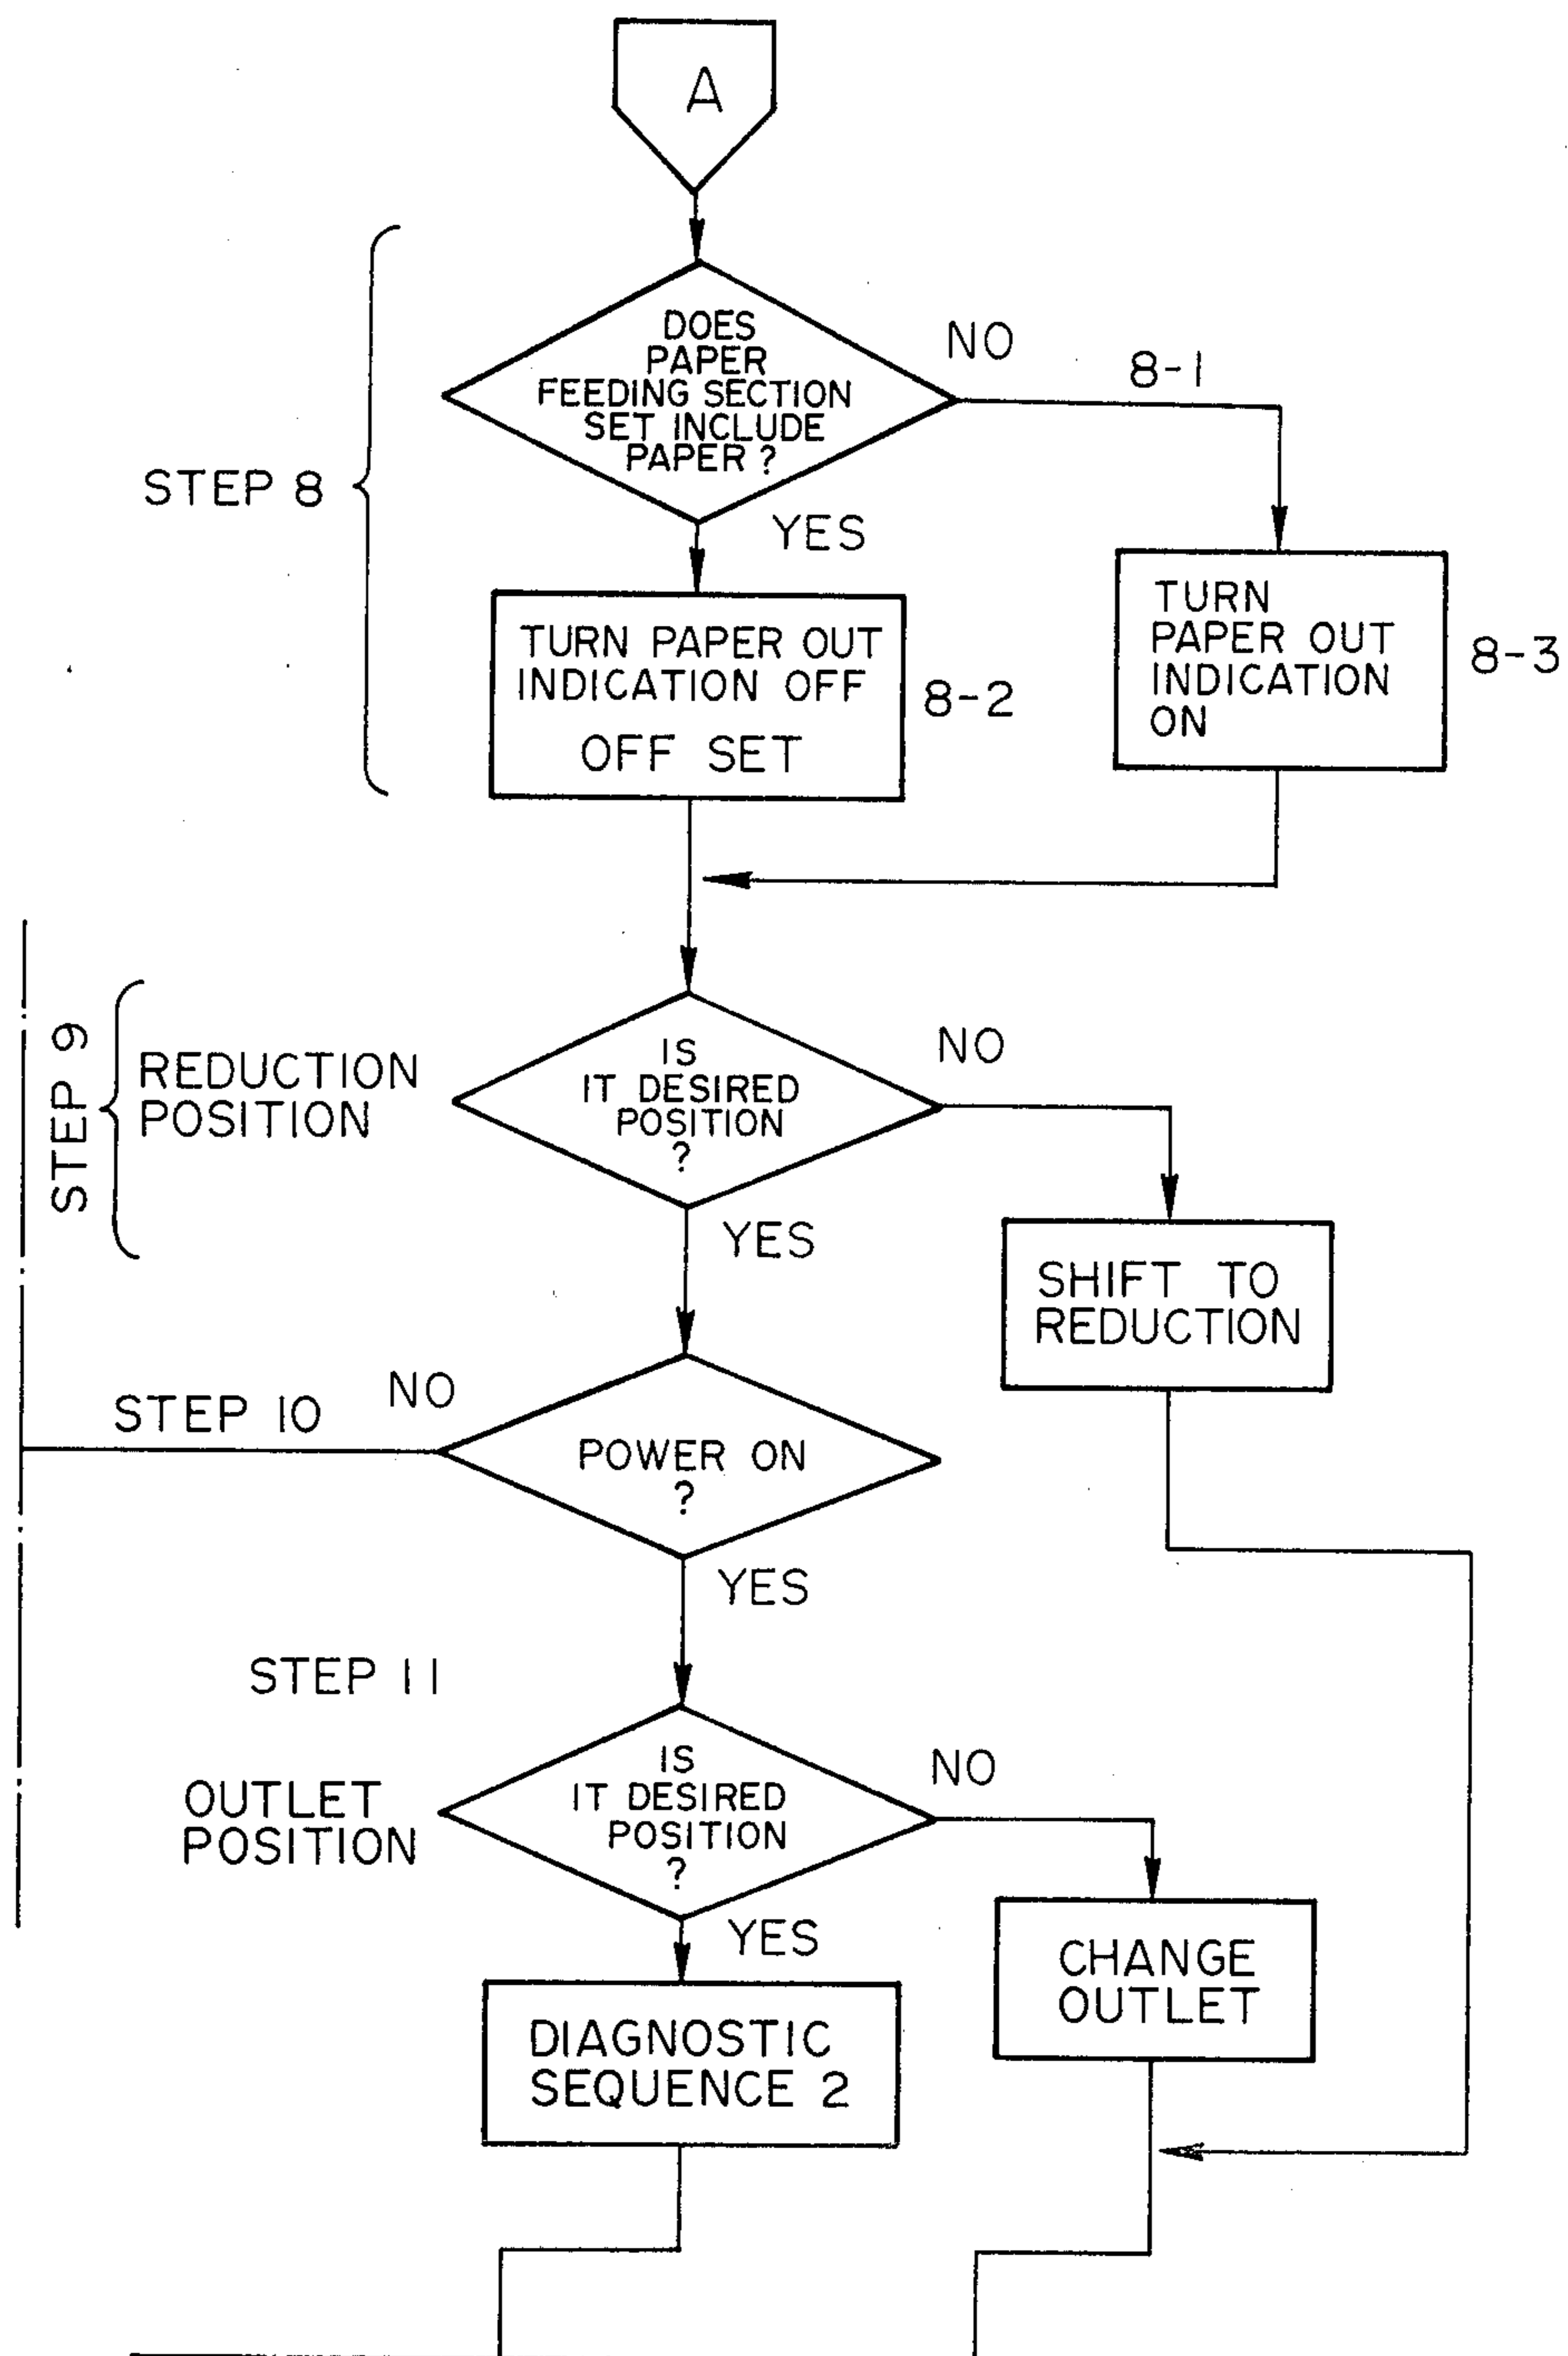 A
DOES
PAPER
FEEDING SECTION
SET INCLUDE
PAPER ?
NO
8-1
STEP 8
YES
TURN PAPER OUT
INDICATION OFF
OFF SET
8-2
TURN
PAPER OUT
INDICATION
ON
8-3
STEP 9
REDUCTION
POSITION
IS
IT DESIRED
POSITION
?
NO
YES
SHIFT TO
REDUCTION
STEP 10
NO
POWER ON
?
YES
STEP 11
OUTLET
POSITION
IS
IT DESIRED
POSITION
?
NO
YES
CHANGE
OUTLET
DIAGNOSTIC
SEQUENCE 2